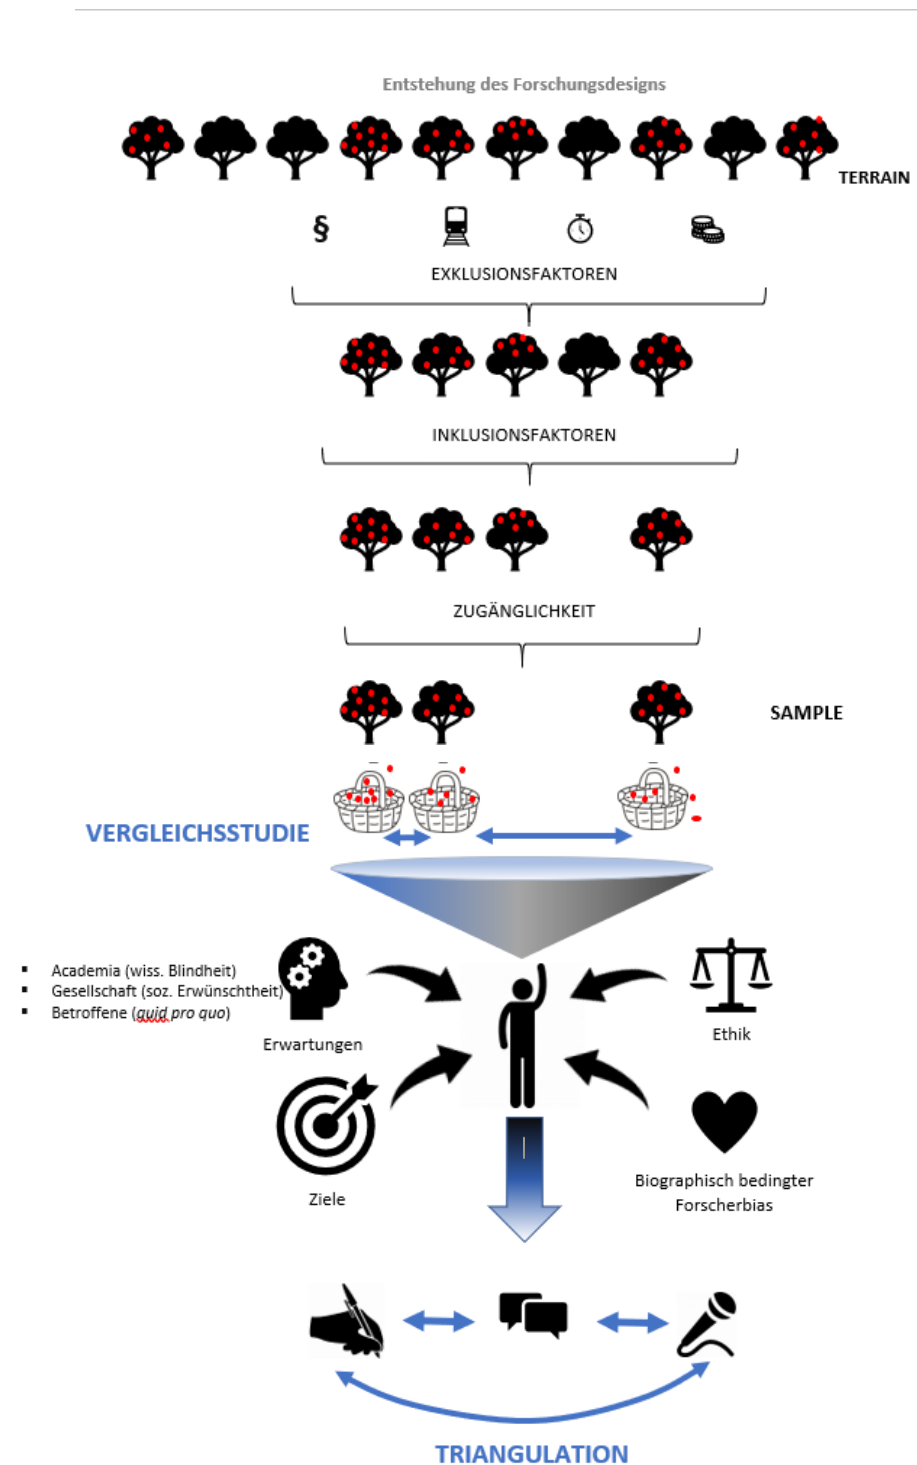 Entstehung des Forschungsdesigns
TERRAIN
§
EXKLUSIONSFAKTOREN
INKLUSIONSFAKTOREN
ZUGÄNGLICHKEIT
SAMPLE
VERGLEICHSSTUDIE
▪ Academia (wiss. Blindheit)
▪ Gesellschaft (soz. Erwünschtheit)
▪ Betroffene (quid pro quo)
Erwartungen
Ethik
Ziele
Biographisch bedingter
Forscherbias
TRIANGULATION